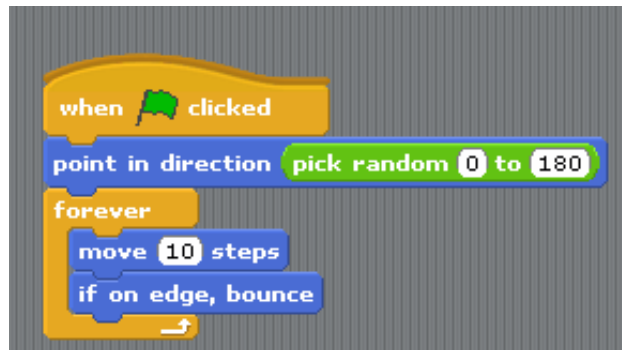 when clicked
point in direction pick random 0 to 180
forever
move 10 steps
if on edge, bounce